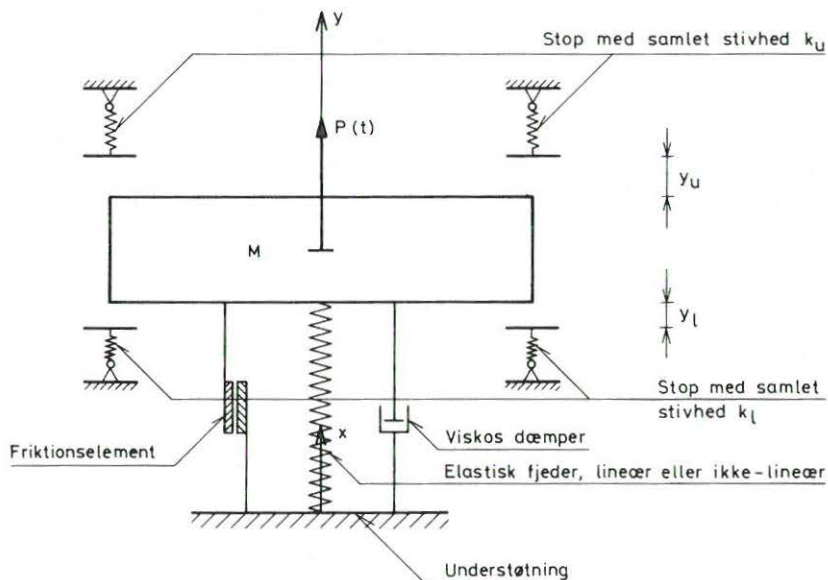 y
Stop med samlet stivhed k_u
P(t)
y_u
M
y_l
Stop med samlet
stivhed k_l
x
Friktionselement
Viskos dæmper
Elastisk fjeder, lineær eller ikke-lineær
Understøtning